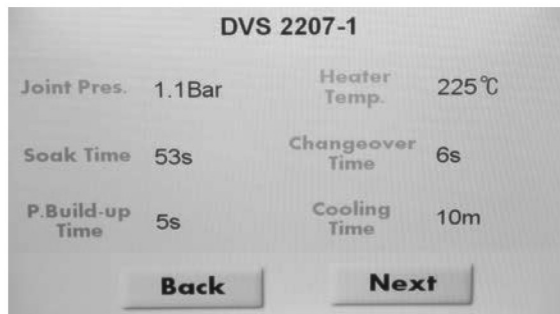 DVS 2207-1
Joint Pres. 1.1Bar
Heater
Temp. 225℃
Soak Time 53s
Changeover
Time 6s
P.Build-up
Time 5s
Cooling
Time 10m
Back Next